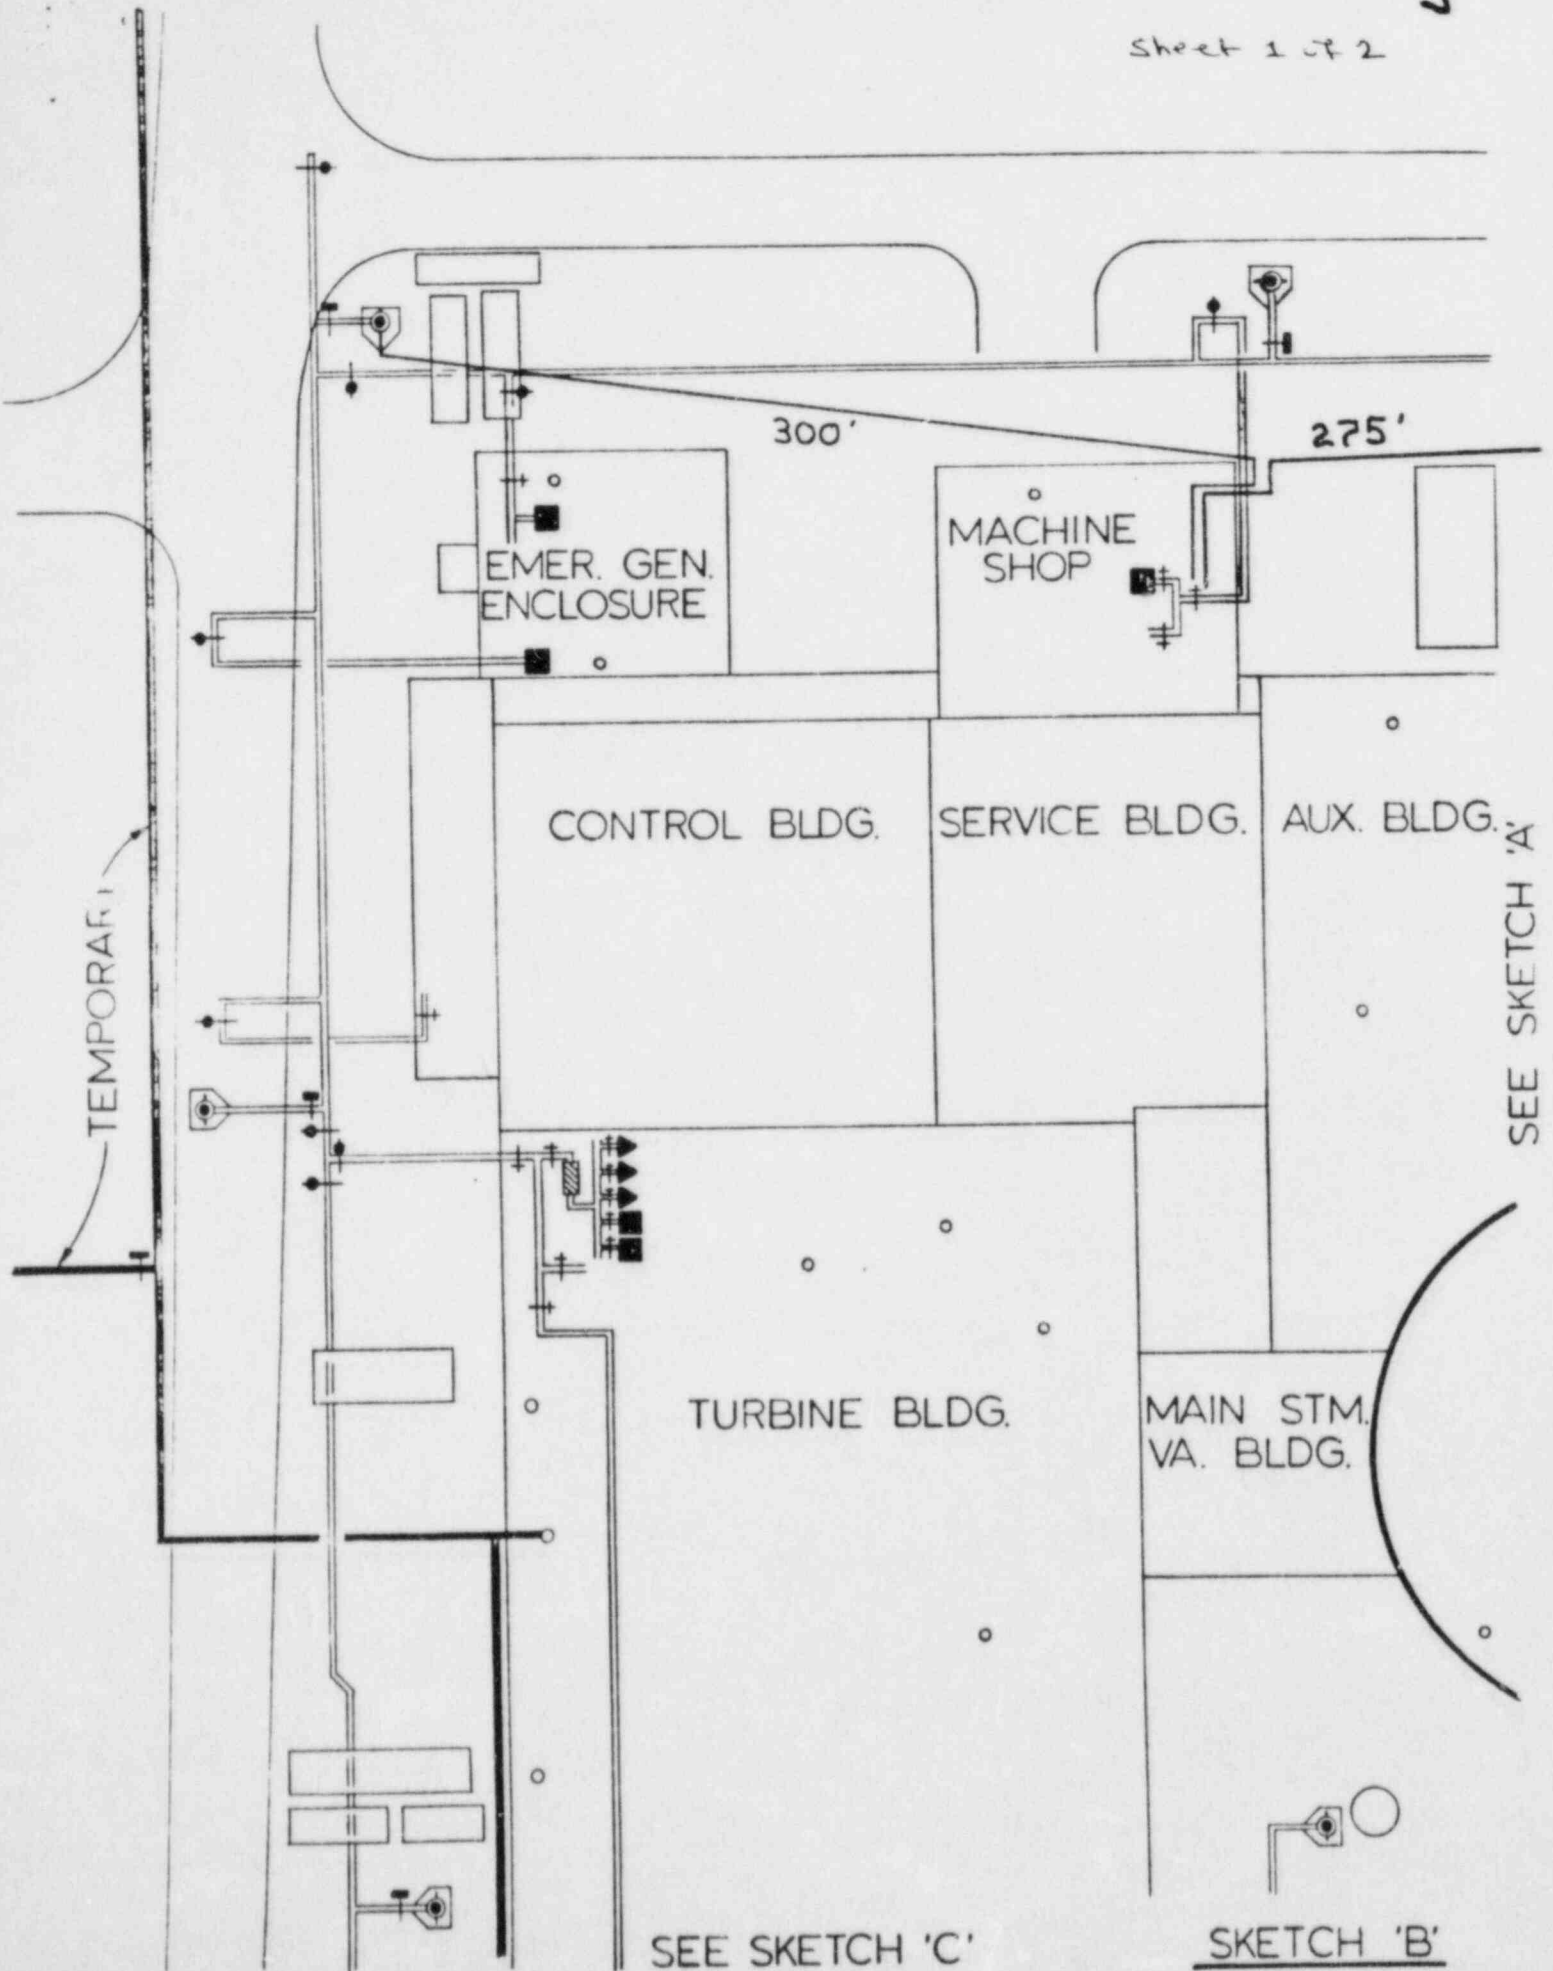 Sheet 1 of 2
300'
275'
MACHINE
SHOP
EMER. GEN.
ENCLOSURE
CONTROL BLDG.
SERVICE BLDG.
AUX. BLDG.
SEE SKETCH 'A'
TURBINE BLDG.
MAIN STM.
VA. BLDG.
SEE SKETCH 'C'
SKETCH 'B'